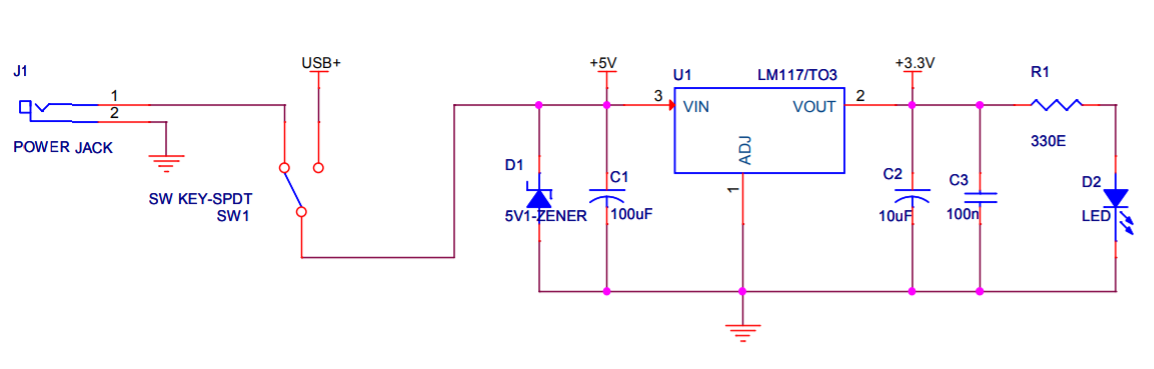 J1
1
2
POWER JACK
USB+
SW KEY-SPDT
SW1
+5V
D1
5V1-ZENER
C1
100uF
U1
LM117/TO3
3
VIN
VOUT
2
ADJ
1
+3.3V
C2
10uF
C3
100n
R1
330E
D2
LED